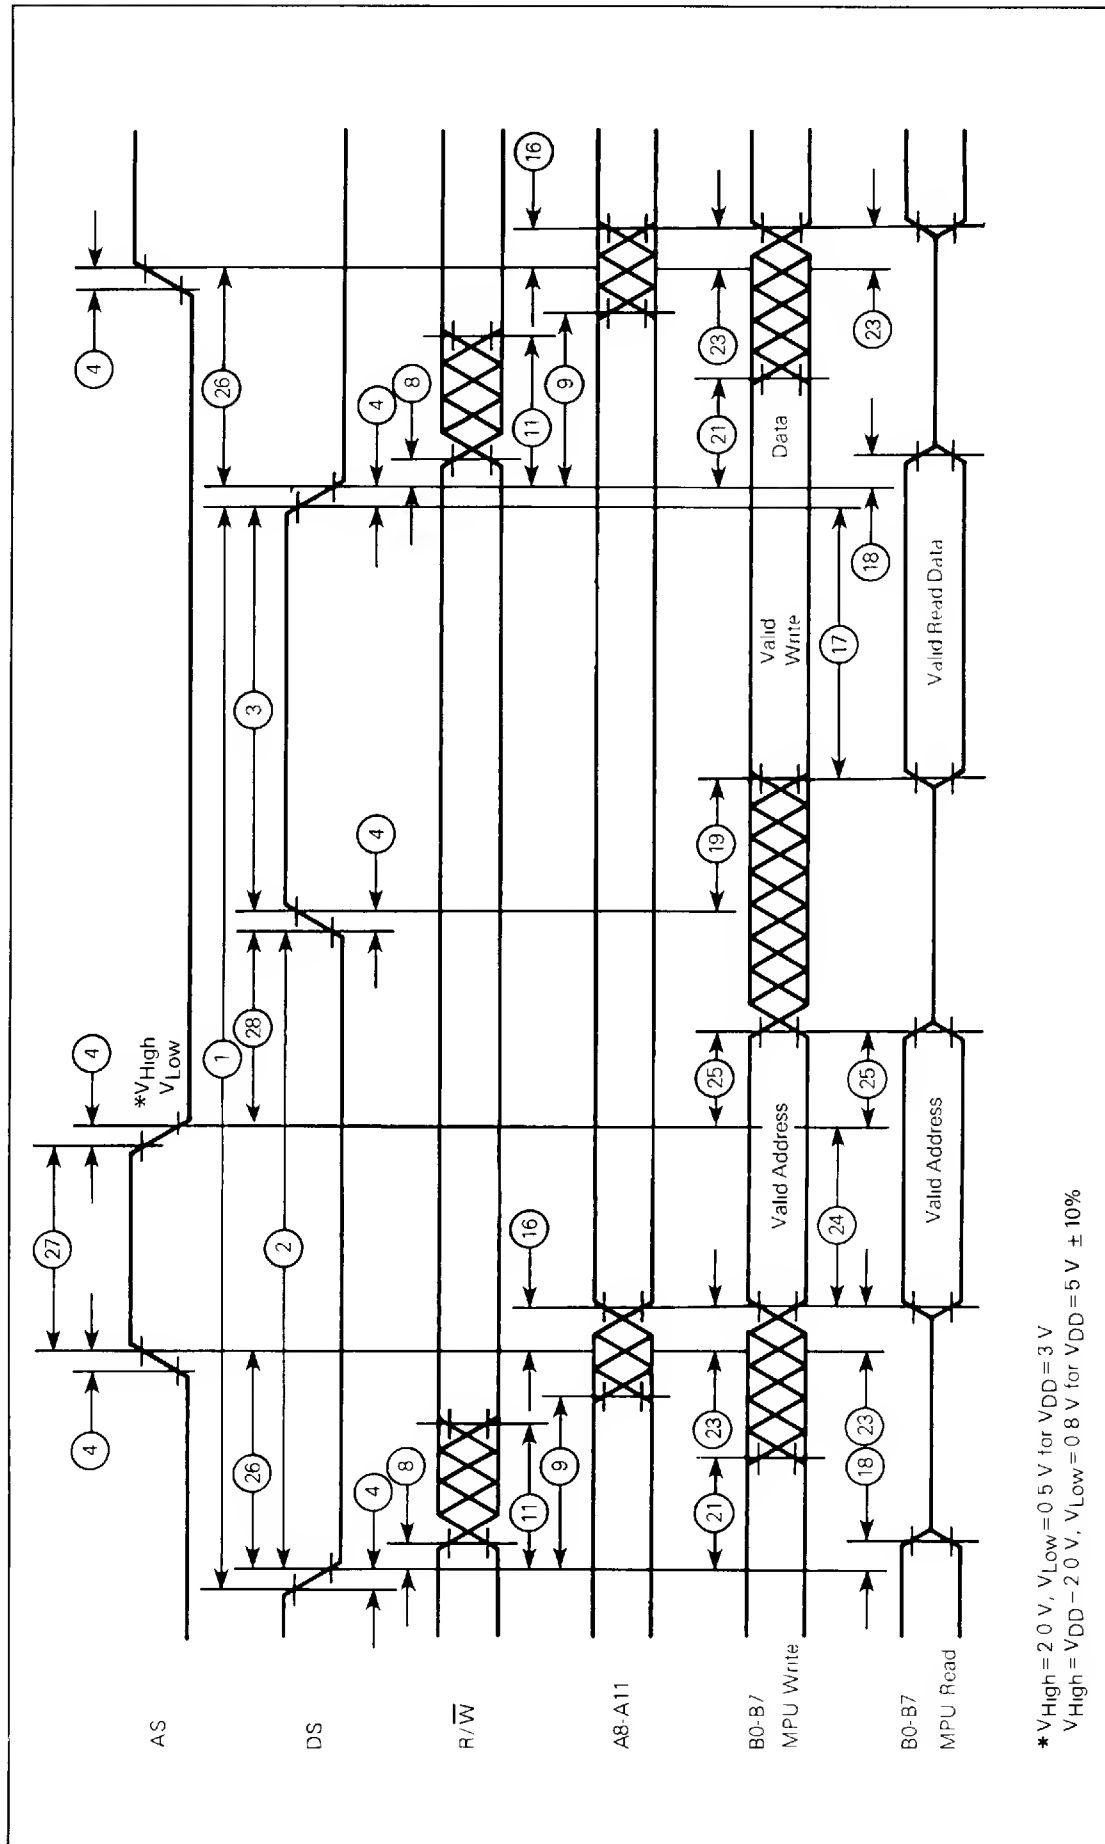 27
4 4 4
AS
*VHigh
VLow
1 26
26 28 3
2
DS
4 4 4
8 8
R/W̅
11 16 11 16
9 9
A8-A11
21 23 25 19 21 23
B0-B7
MPU Write
Valid Address
Valid
Write
Data
24 17
18 23 25 18 23
B0-B7
MPU Read
Valid Address
Valid Read Data
*VHigh=2 0 V, VLow=0 5 V for VDD=3 V
VHigh=VDD-2 0 V, VLow=0 8 V for VDD=5 V ±10%